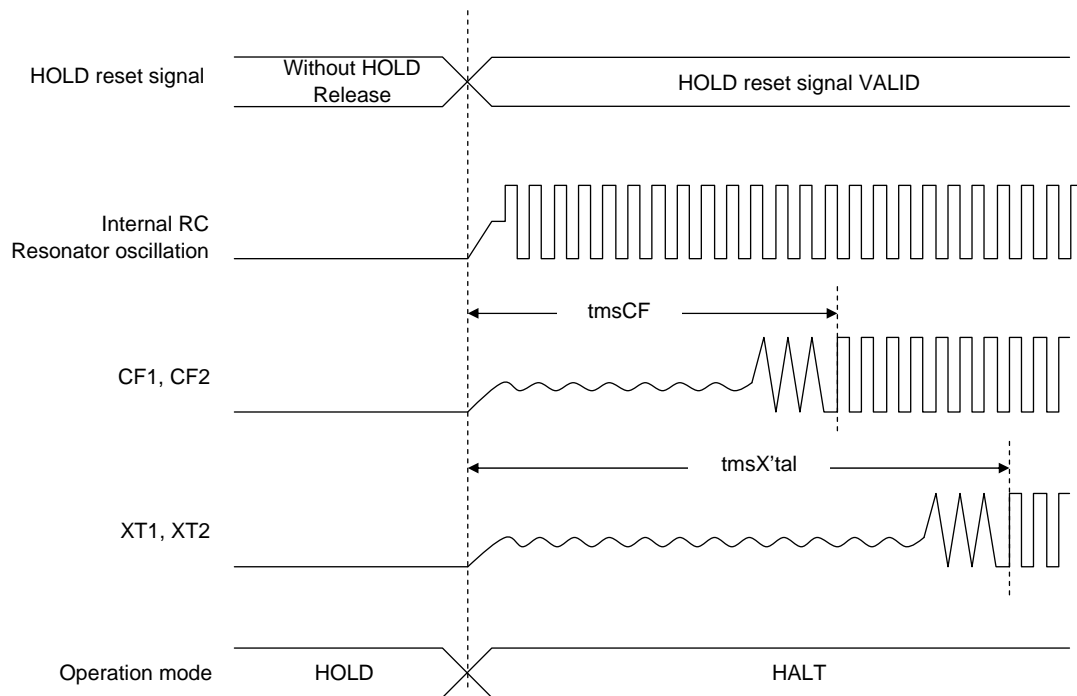 HOLD reset signal
Without HOLD
Release
HOLD reset signal VALID
Internal RC
Resonator oscillation
tmsCF
CF1, CF2
tmsX’tal
XT1, XT2
Operation mode
HOLD
HALT